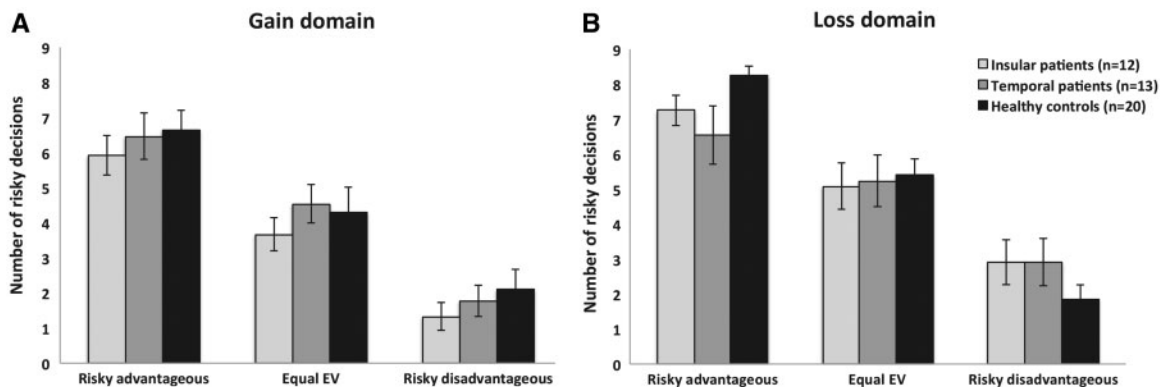 A
Gain domain
Number of risky decisions
9
8
7
6
5
4
3
2
1
0
Risky advantageous
Equal EV
Risky disadvantageous
B
Loss domain
Number of risky decisions
9
8
7
6
5
4
3
2
1
0
Insular patients (n=12)
Temporal patients (n=13)
Healthy controls (n=20)
Risky advantageous
Equal EV
Risky disadvantageous